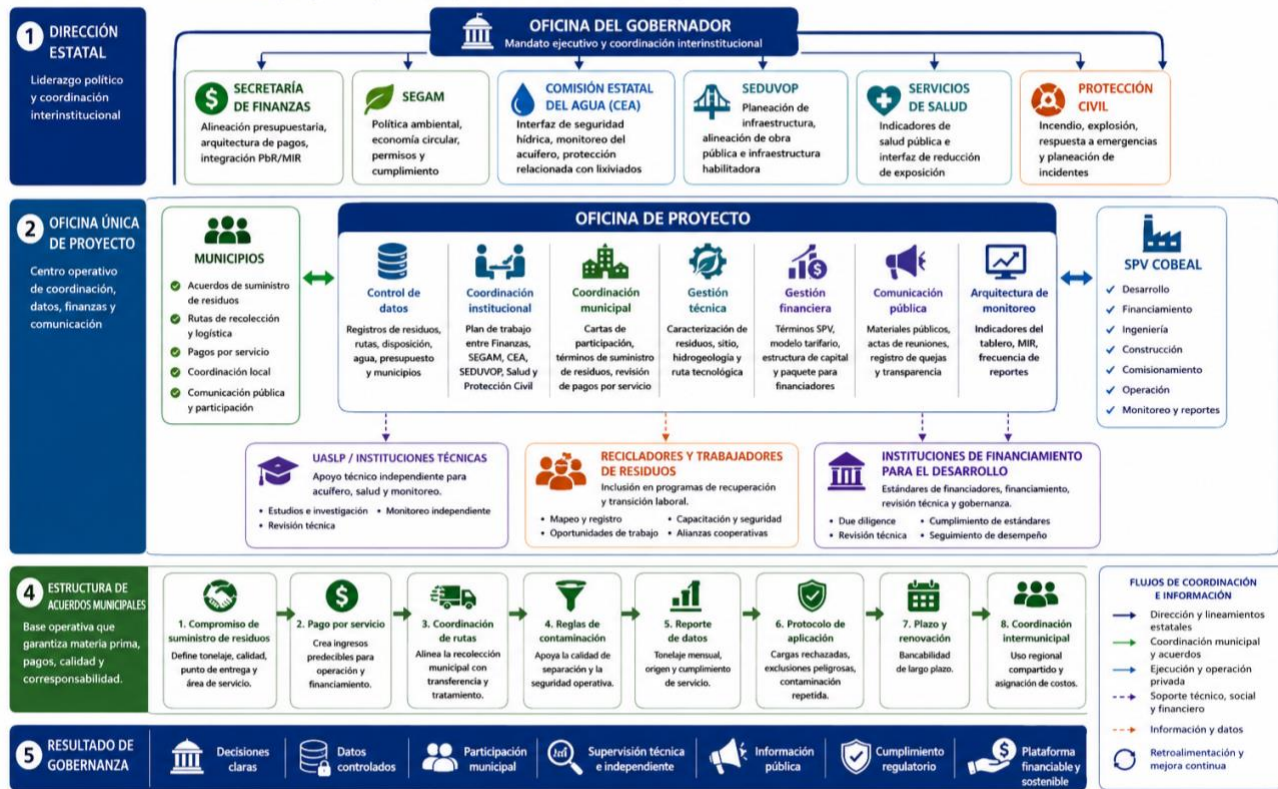 1 DIRECCIÓN
ESTATAL
Liderazgo político
y coordinación
interinstitucional
OFICINA DEL GOBERNADOR
Mandato ejecutivo y coordinación interinstitucional
SECRETARÍA
DE FINANZAS
Alineación presupuestaria,
arquitectura de pagos,
integración PbR/MIR
SEGAM
Política ambiental,
economía circular,
permisos y
cumplimiento
COMISIÓN ESTATAL
DEL AGUA (CEA)
Interfaz de seguridad
hídrica, monitoreo del
acuífero, protección
relacionada con lixiviados
SEDUVOP
Planeación de
infraestructura,
alineación de obra
pública e infraestructura
habilitadora
SERVICIOS
DE SALUD
Indicadores de
salud pública e
interfaz de reducción
de exposición
PROTECCIÓN
CIVIL
Incendio, explosión,
respuesta a emergencias
y planeación de
incidentes
2 OFICINA ÚNICA
DE PROYECTO
Centro operativo
de coordinación,
datos, finanzas y
comunicación
MUNICIPIOS
Acuerdos de suministro
de residuos
Rutas de recolección
y logística
Pagos por servicio
Coordinación local
Comunicación pública
y participación
OFICINA DE PROYECTO
Control de
datos
Registros de residuos,
rutas, disposición,
agua, presupuesto
y municipios
Coordinación
institucional
Plan de trabajo
entre Finanzas,
SEGAM, CEA,
SEDUVOP, Salud y
Protección Civil
Coordinación
municipal
Cartas de
participación,
términos de suministro
de residuos, revisión
de pagos por servicio
Gestión
técnica
Caracterización de
residuos, sitio,
hidrogeología y
ruta tecnológica
Gestión
financiera
Términos SPV,
modelo tarifario,
estructura de capital
y paquete para
financiadores
Comunicación
pública
Materiales públicos,
actas de reuniones,
registro de quejas
y transparencia
Arquitectura de
monitoreo
Indicadores del
tablero, MIR,
frecuencia de
reportes
SPV COBEAL
Desarrollo
Financiamiento
Ingeniería
Construcción
Comisionamiento
Operación
Monitoreo y reportes
UASLP / INSTITUCIONES TÉCNICAS
Apoyo técnico independiente para
acuífero, salud y monitoreo.
• Estudios e investigación • Monitoreo independiente
• Revisión técnica
RECICLADORES Y TRABAJADORES
DE RESIDUOS
Inclusión en programas de recuperación
y transición laboral.
• Mapeo y registro • Capacitación y seguridad
• Oportunidades de trabajo • Alianzas cooperativas
INSTITUCIONES DE FINANCIAMIENTO
PARA EL DESARROLLO
Estándares de financiadores, financiamiento,
revisión técnica y gobernanza.
• Due diligence • Cumplimiento de estándares
• Revisión técnica • Seguimiento de desempeño
4 ESTRUCTURA DE
ACUERDOS MUNICIPALES
Base operativa que
garantiza materia prima,
pagos, calidad y
corresponsabilidad.
1. Compromiso de
suministro de residuos
Define tonelaje, calidad,
punto de entrega y
área de servicio.
2. Pago por servicio
Crea ingresos
predecibles para
operación y
financiamiento.
3. Coordinación
de rutas
Alinea la recolección
municipal con
transferencia y
tratamiento.
4. Reglas de
contaminación
Apoya la calidad de
separación y la
seguridad operativa.
5. Reporte
de datos
Tonelaje mensual,
origen y cumplimiento
de servicio.
6. Protocolo de
aplicación
Cargas rechazadas,
exclusiones peligrosas,
contaminación
repetida.
7. Plazo y
renovación
Bancabilidad
de largo plazo.
8. Coordinación
intermunicipal
Uso regional
compartido y
asignación de costos.
FLUJOS DE COORDINACIÓN
E INFORMACIÓN
Dirección y lineamientos
estatales
Coordinación municipal
y acuerdos
Ejecución y operación
privada
Soporte técnico, social
y financiero
Información y datos
Retroalimentación y
mejora continua
5 RESULTADO DE
GOBERNANZA
Decisiones
claras
Datos
controlados
Participación
municipal
Supervisión técnica
e independiente
Información
pública
Cumplimiento
regulatorio
Plataforma
financiable y
sostenible